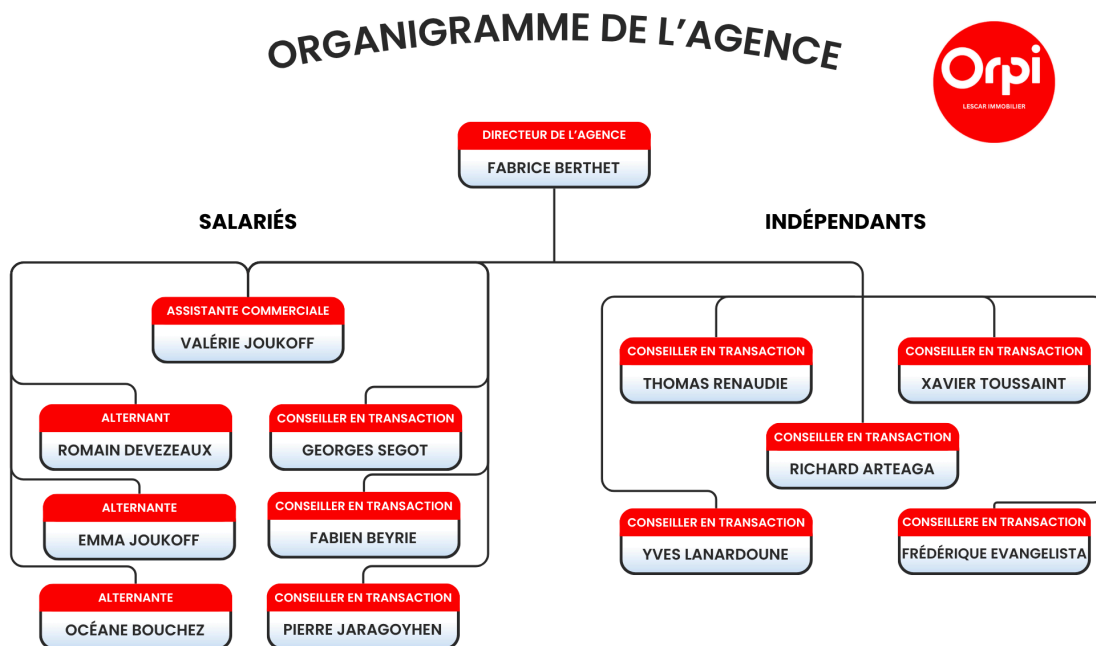 ORGANIGRAMME DE L'AGENCE
Orpi
LESCAR IMMOBILIER
DIRECTEUR DE L'AGENCE
FABRICE BERTHET
SALARIÉS
INDÉPENDANTS
ASSISTANTE COMMERCIALE
VALÉRIE JOUKOFF
ALTERNANT
ROMAIN DEVEZEAUX
CONSEILLER EN TRANSACTION
GEORGES SEGOT
ALTERNANTE
EMMA JOUKOFF
CONSEILLER EN TRANSACTION
FABIEN BEYRIE
ALTERNANTE
OCÉANE BOUCHEZ
CONSEILLER EN TRANSACTION
PIERRE JARAGOYHEN
CONSEILLER EN TRANSACTION
THOMAS RENAUDIE
CONSEILLER EN TRANSACTION
XAVIER TOUSSAINT
CONSEILLER EN TRANSACTION
RICHARD ARTEAGA
CONSEILLER EN TRANSACTION
YVES LANARDOUNE
CONSEILLERE EN TRANSACTION
FRÉDÉRIQUE EVANGELISTA